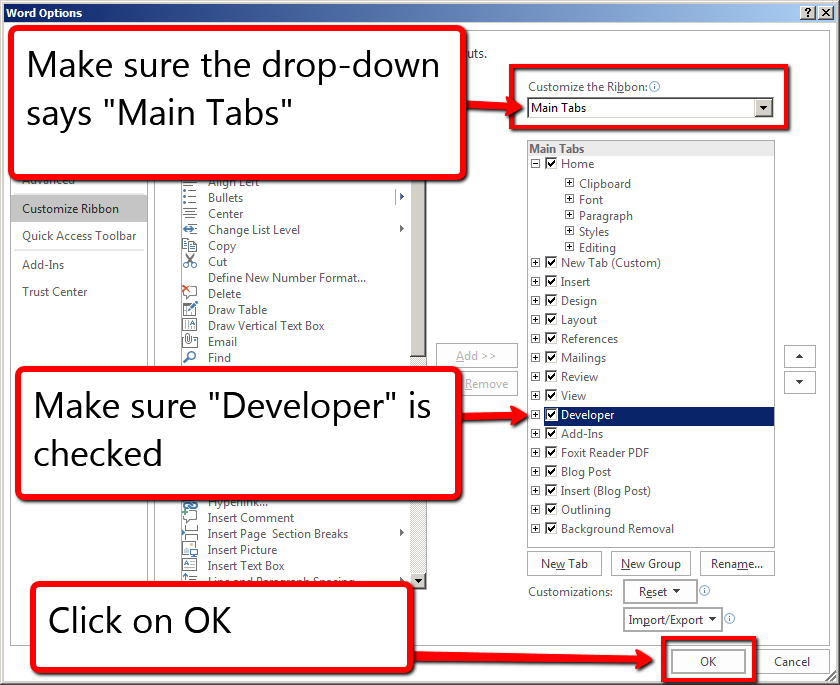 Word Options
Make sure the drop-down
says "Main Tabs"
Customize the Ribbon:
Main Tabs
Main Tabs
Home
Clipboard
Font
Paragraph
Styles
Editing
New Tab (Custom)
Insert
Design
Layout
References
Mailings
Review
View
Developer
Add-Ins
Foxit Reader PDF
Blog Post
Insert (Blog Post)
Outlining
Background Removal
Advanced
Customize Ribbon
Quick Access Toolbar
Add-Ins
Trust Center
Align Left
Bullets
Center
Change List Level
Copy
Cut
Define New Number Format...
Delete
Draw Table
Draw Vertical Text Box
Email
Find
Add >>
Remove
Make sure "Developer" is
checked
Hyperlink...
Insert Comment
Insert Page Section Breaks
Insert Picture
Insert Text Box
Line and Paragraph Spacing
New Tab
New Group
Rename...
Customizations:
Reset
Import/Export
Click on OK
OK
Cancel